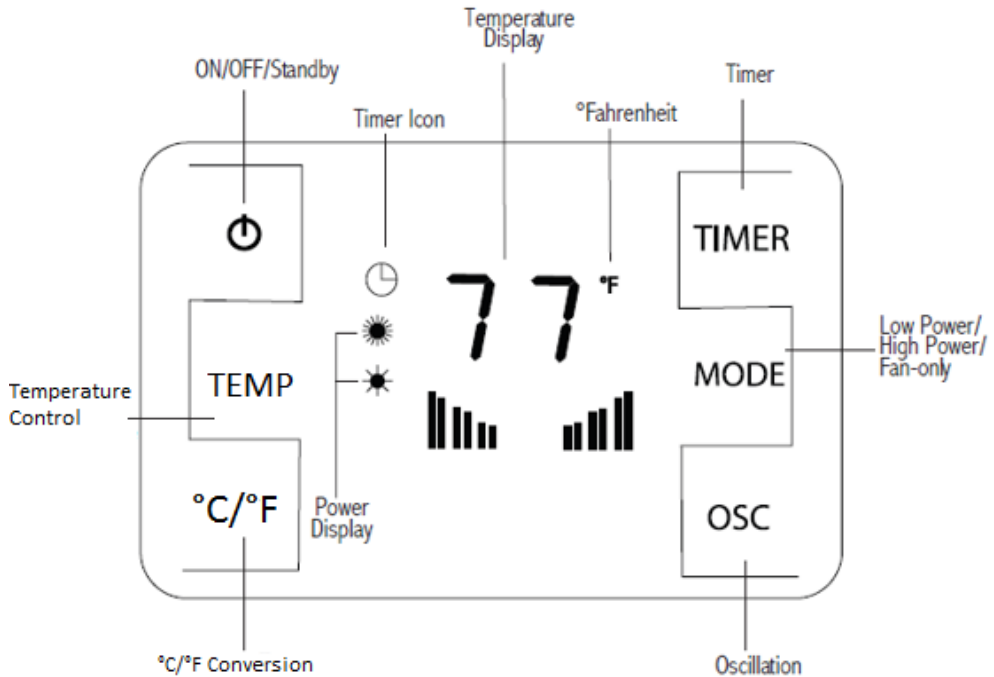 Temperature
Display
ON/OFF/Standby
Timer
Timer Icon
°Fahrenheit
TIMER
77 °F
Low Power/
High Power/
Fan-only
TEMP
MODE
Temperature
Control
°C/°F
Power
Display
OSC
°C/°F Conversion
Oscillation